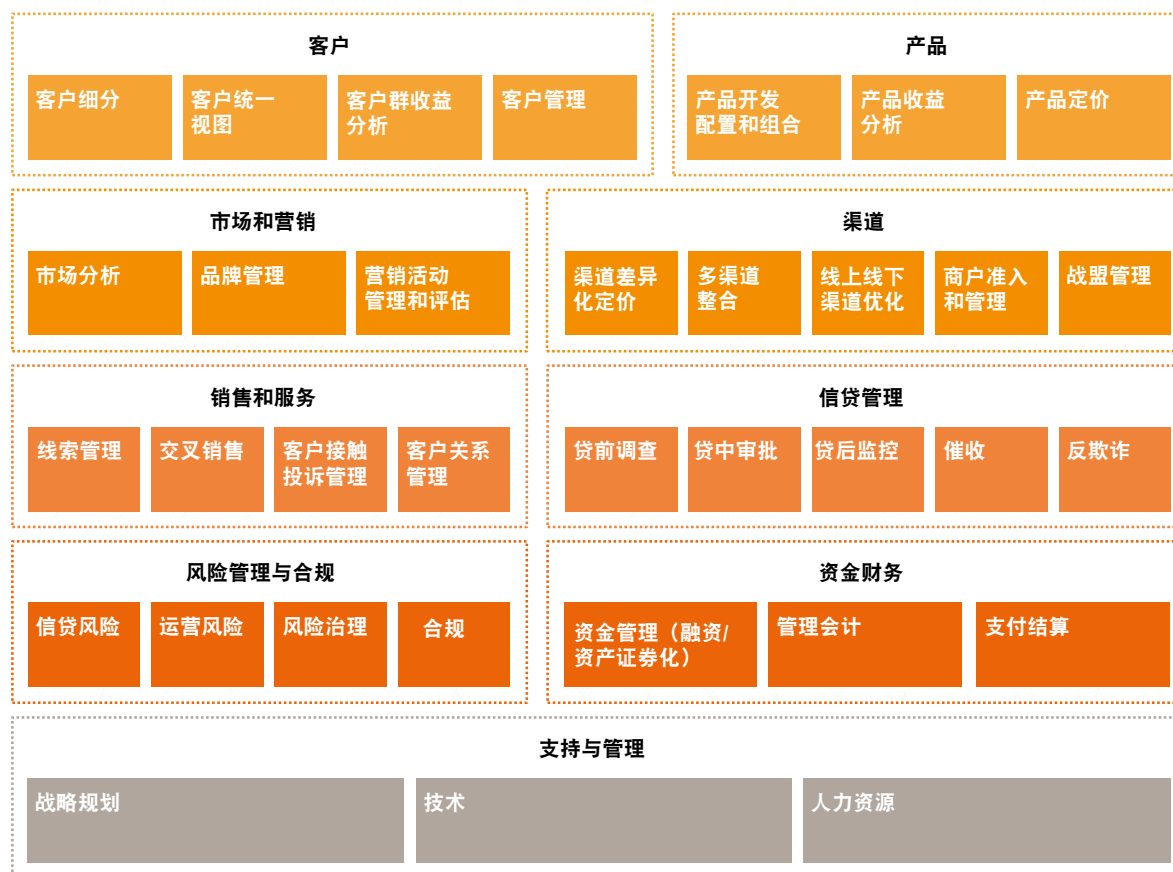 客户
客户细分
客户统一
视图
客户群收益
分析
客户管理
产品
产品开发
配置和组合
产品收益
分析
产品定价
市场和营销
市场分析
品牌管理
营销活动
管理和评估
渠道
渠道差异
化定价
多渠道
整合
线上线下
渠道优化
商户准入
和管理
战盟管理
销售和服务
线索管理
交叉销售
客户接触
投诉管理
客户关系
管理
信贷管理
贷前调查
贷中审批
贷后监控
催收
反欺诈
风险管理与合规
信贷风险
运营风险
风险治理
合规
资金财务
资金管理（融资/
资产证券化）
管理会计
支付结算
支持与管理
战略规划
技术
人力资源